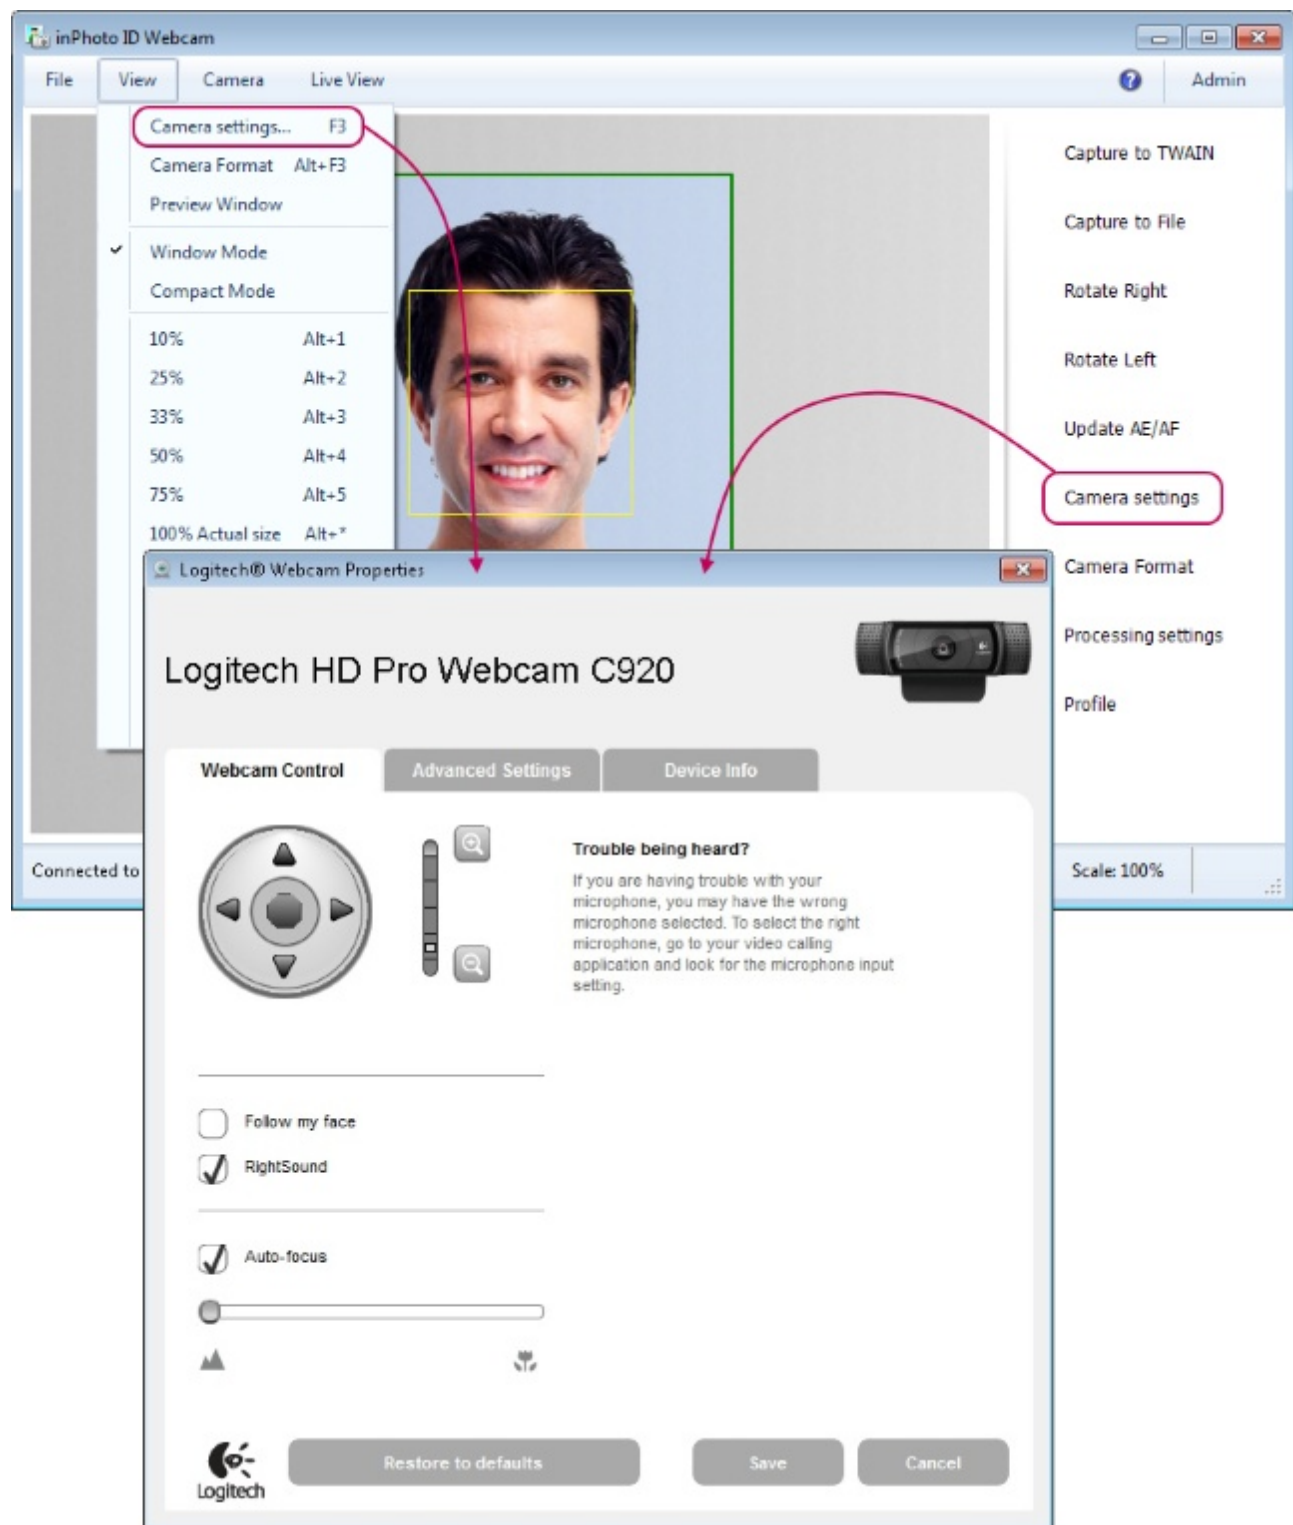 inPhoto ID Webcam
File View Camera Live View Admin
Camera settings... F3
Camera Format Alt+F3
Preview Window
Window Mode
Compact Mode
10% Alt+1
25% Alt+2
33% Alt+3
50% Alt+4
75% Alt+5
100% Actual size Alt+*
Capture to TWAIN
Capture to File
Rotate Right
Rotate Left
Update AE/AF
Camera settings
Camera Format
Processing settings
Profile
Connected to
Scale: 100%
Logitech® Webcam Properties
Logitech HD Pro Webcam C920
Webcam Control Advanced Settings Device Info
Trouble being heard?
If you are having trouble with your
microphone, you may have the wrong
microphone selected. To select the right
microphone, go to your video calling
application and look for the microphone input
setting.
Follow my face
RightSound
Auto-focus
Logitech
Restore to defaults Save Cancel